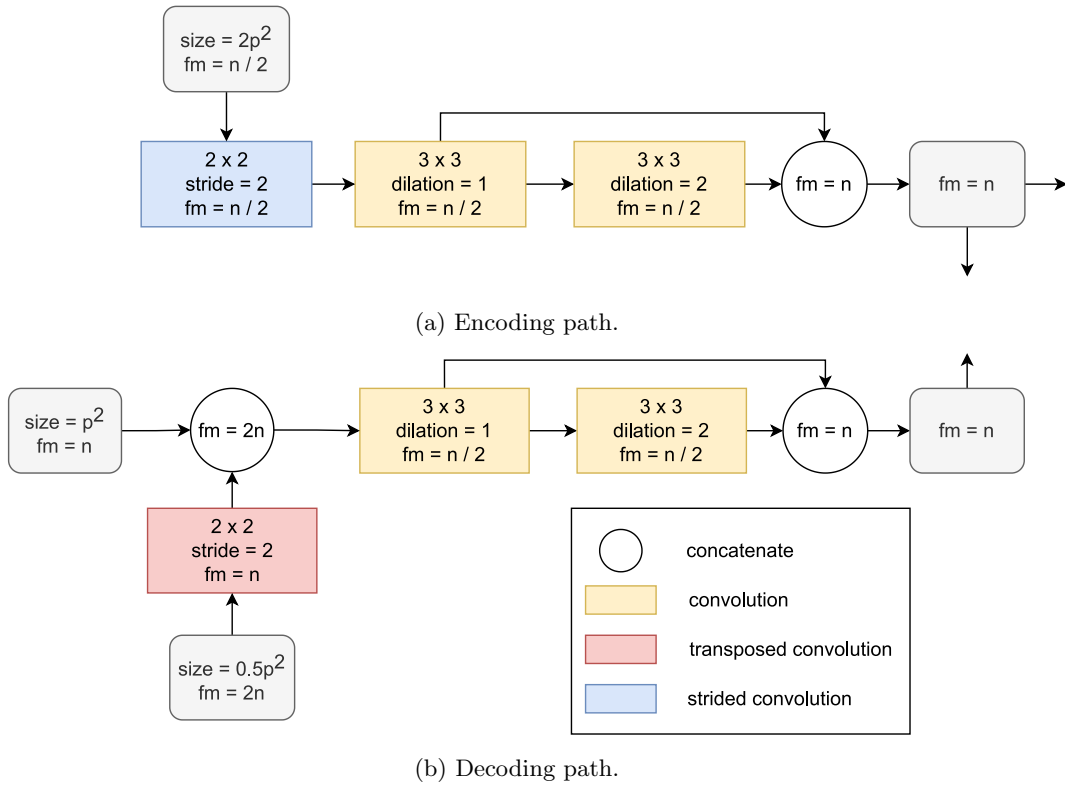 size = 2p²
fm = n / 2
2 x 2
stride = 2
fm = n / 2
3 x 3
dilation = 1
fm = n / 2
3 x 3
dilation = 2
fm = n / 2
fm = n
fm = n
(a) Encoding path.
size = p²
fm = n
fm = 2n
3 x 3
dilation = 1
fm = n / 2
3 x 3
dilation = 2
fm = n / 2
fm = n
fm = n
2 x 2
stride = 2
fm = n
size = 0.5p²
fm = 2n
concatenate
convolution
transposed convolution
strided convolution
(b) Decoding path.